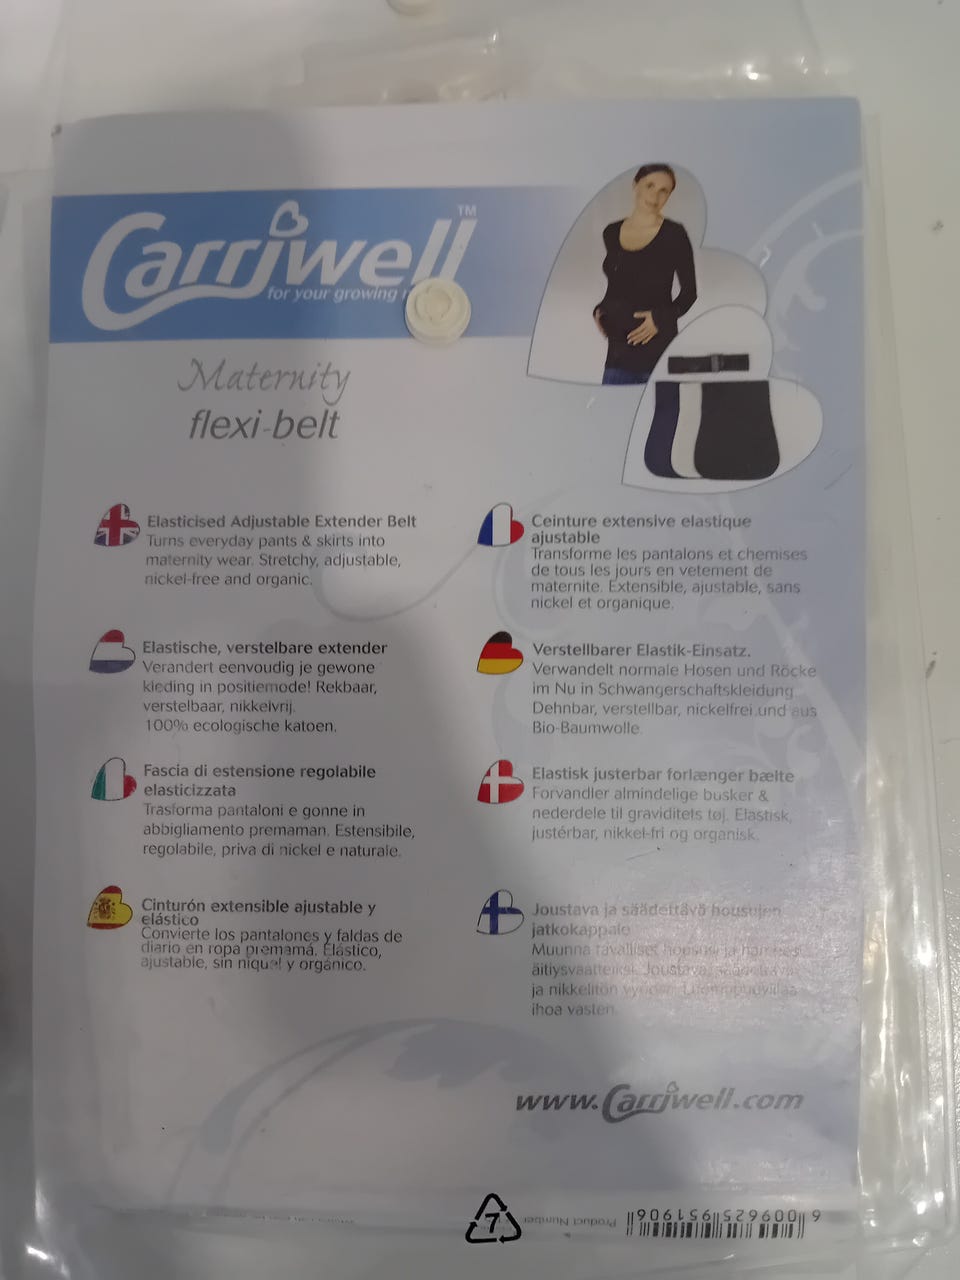 Carriwell™
for your growing
Maternity
flexi-belt
Elasticised Adjustable Extender Belt
Turns everyday pants & skirts into
maternity wear. Stretchy, adjustable,
nickel-free and organic.
Elastische, verstelbare extender
Verandert eenvoudig je gewone
kleding in positiemode! Rekbaar,
verstelbaar, nikkelvrij.
100% ecologische katoen.
Fascia di estensione regolabile
elasticizzata
Trasforma pantaloni e gonne in
abbigliamento premaman. Estensibile,
regolabile, priva di nickel e naturale.
Cinturón extensible ajustable y
elástico
Convierte los pantalones y faldas de
diario en ropa premamá. Elástico,
ajustable, sin niquel y orgánico.
Ceinture extensive elastique
ajustable
Transforme les pantalons et chemises
de tous les jours en vetement de
maternite. Extensible, ajustable, sans
nickel et organique.
Verstellbarer Elastik-Einsatz.
Verwandelt normale Hosen und Röcke
im Nu in Schwangerschaftskleidung
Dehnbar, verstellbar, nickelfrei und aus
Bio-Baumwolle.
Elastisk justerbar forlænger bælte
Forvandler almindelige busker &
nederdele til graviditets tøj. Elastisk,
justérbar, nikkel-fri og organisk.
Joustava ja säädettävä housujen
jatkokappale
Muunna tavalliset housusi ja
äitiysvaatteiksi. Joustava,
ja nikkelitön
ihoa vasten.
www.Carriwell.com
7
Product Number
6 009625 951906